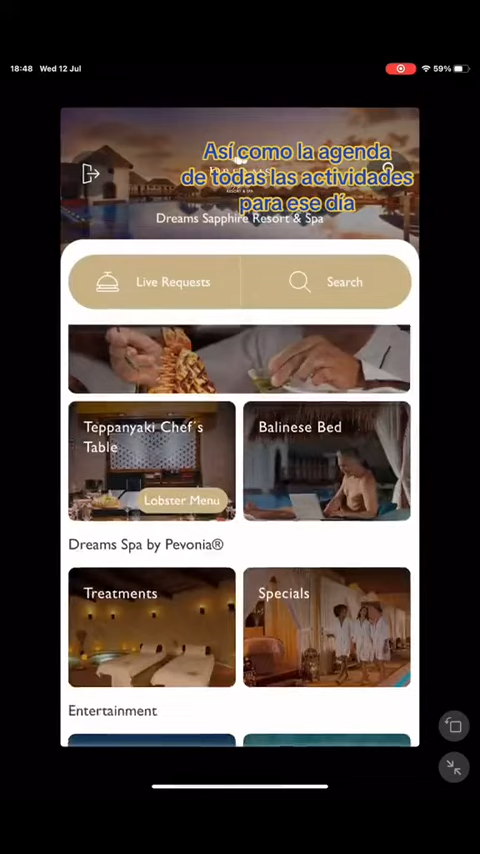 18:48 Wed 12 Jul
59%
Así como la agenda
de todas las actividades
para ese día
RESORT & SPA
Dreams Sapphire Resort & Spa
Live Requests
Search
Teppanyaki Chef's
Table
Balinese Bed
Lobster Menu
Dreams Spa by Pevonia®
Treatments
Specials
Entertainment